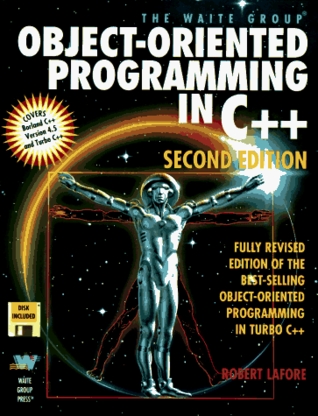 THE WAITE GROUP®
OBJECT-ORIENTED
PROGRAMMING
IN C++
SECOND EDITION
COVERS
Borland C++
Version 4.5
and Turbo C++
FULLY REVISED
EDITION OF THE
BEST-SELLING
OBJECT-ORIENTED
PROGRAMMING
IN TURBO C++
DISK
INCLUDED
ROBERT LAFORE
WAITE
GROUP
PRESS™